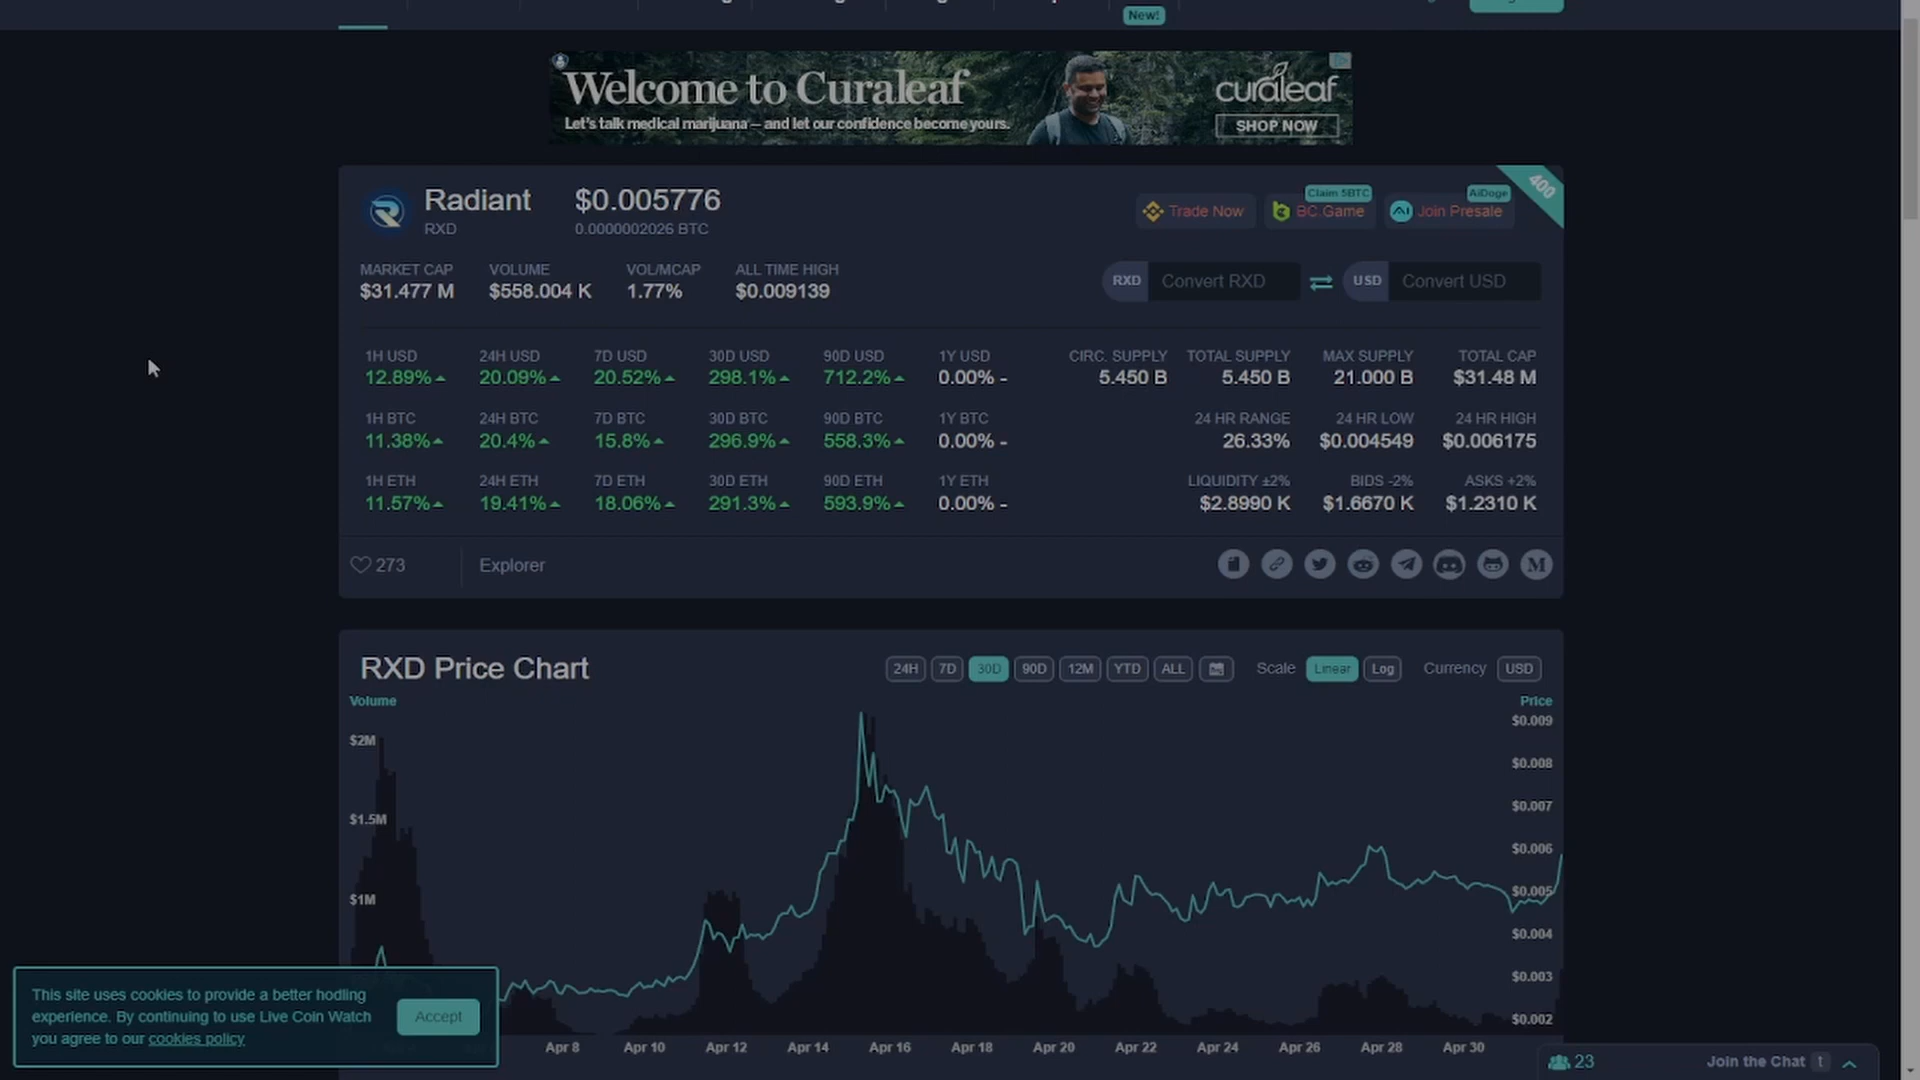 New!
Welcome to Curaleaf
Let's talk medical marijuana – and let our confidence become yours.
curaleaf
SHOP NOW
Radiant
$0.005776
RXD
0.0000002026 BTC
Trade Now
Claim 5BTC
BC.Game
AiDoge
Join Presale
400
MARKET CAP VOLUME VOL/MCAP ALL TIME HIGH
$31.477 M $558.004 K 1.77% $0.009139
RXD Convert RXD USD Convert USD
1H USD 24H USD 7D USD 30D USD 90D USD 1Y USD CIRC. SUPPLY TOTAL SUPPLY MAX SUPPLY TOTAL CAP
12.89% 20.09% 20.52% 298.1% 712.2% 0.00% - 5.450 B 5.450 B 21.000 B $31.48 M
1H BTC 24H BTC 7D BTC 30D BTC 90D BTC 1Y BTC 24 HR RANGE 24 HR LOW 24 HR HIGH
11.38% 20.4% 15.8% 296.9% 558.3% 0.00% - 26.33% $0.004549 $0.006175
1H ETH 24H ETH 7D ETH 30D ETH 90D ETH 1Y ETH LIQUIDITY ±2% BIDS -2% ASKS +2%
11.57% 19.41% 18.06% 291.3% 593.9% 0.00% - $2.8990 K $1.6670 K $1.2310 K
273 Explorer
RXD Price Chart
24H 7D 30D 90D 12M YTD ALL Scale Linear Log Currency USD
Volume
Price
$2M
$1.5M
$1M
$0.009
$0.008
$0.007
$0.006
$0.005
$0.004
$0.003
$0.002
This site uses cookies to provide a better hodling
experience. By continuing to use Live Coin Watch
you agree to our cookies policy
Accept
Apr 8 Apr 10 Apr 12 Apr 14 Apr 16 Apr 18 Apr 20 Apr 22 Apr 24 Apr 26 Apr 28 Apr 30
23 Join the Chat t